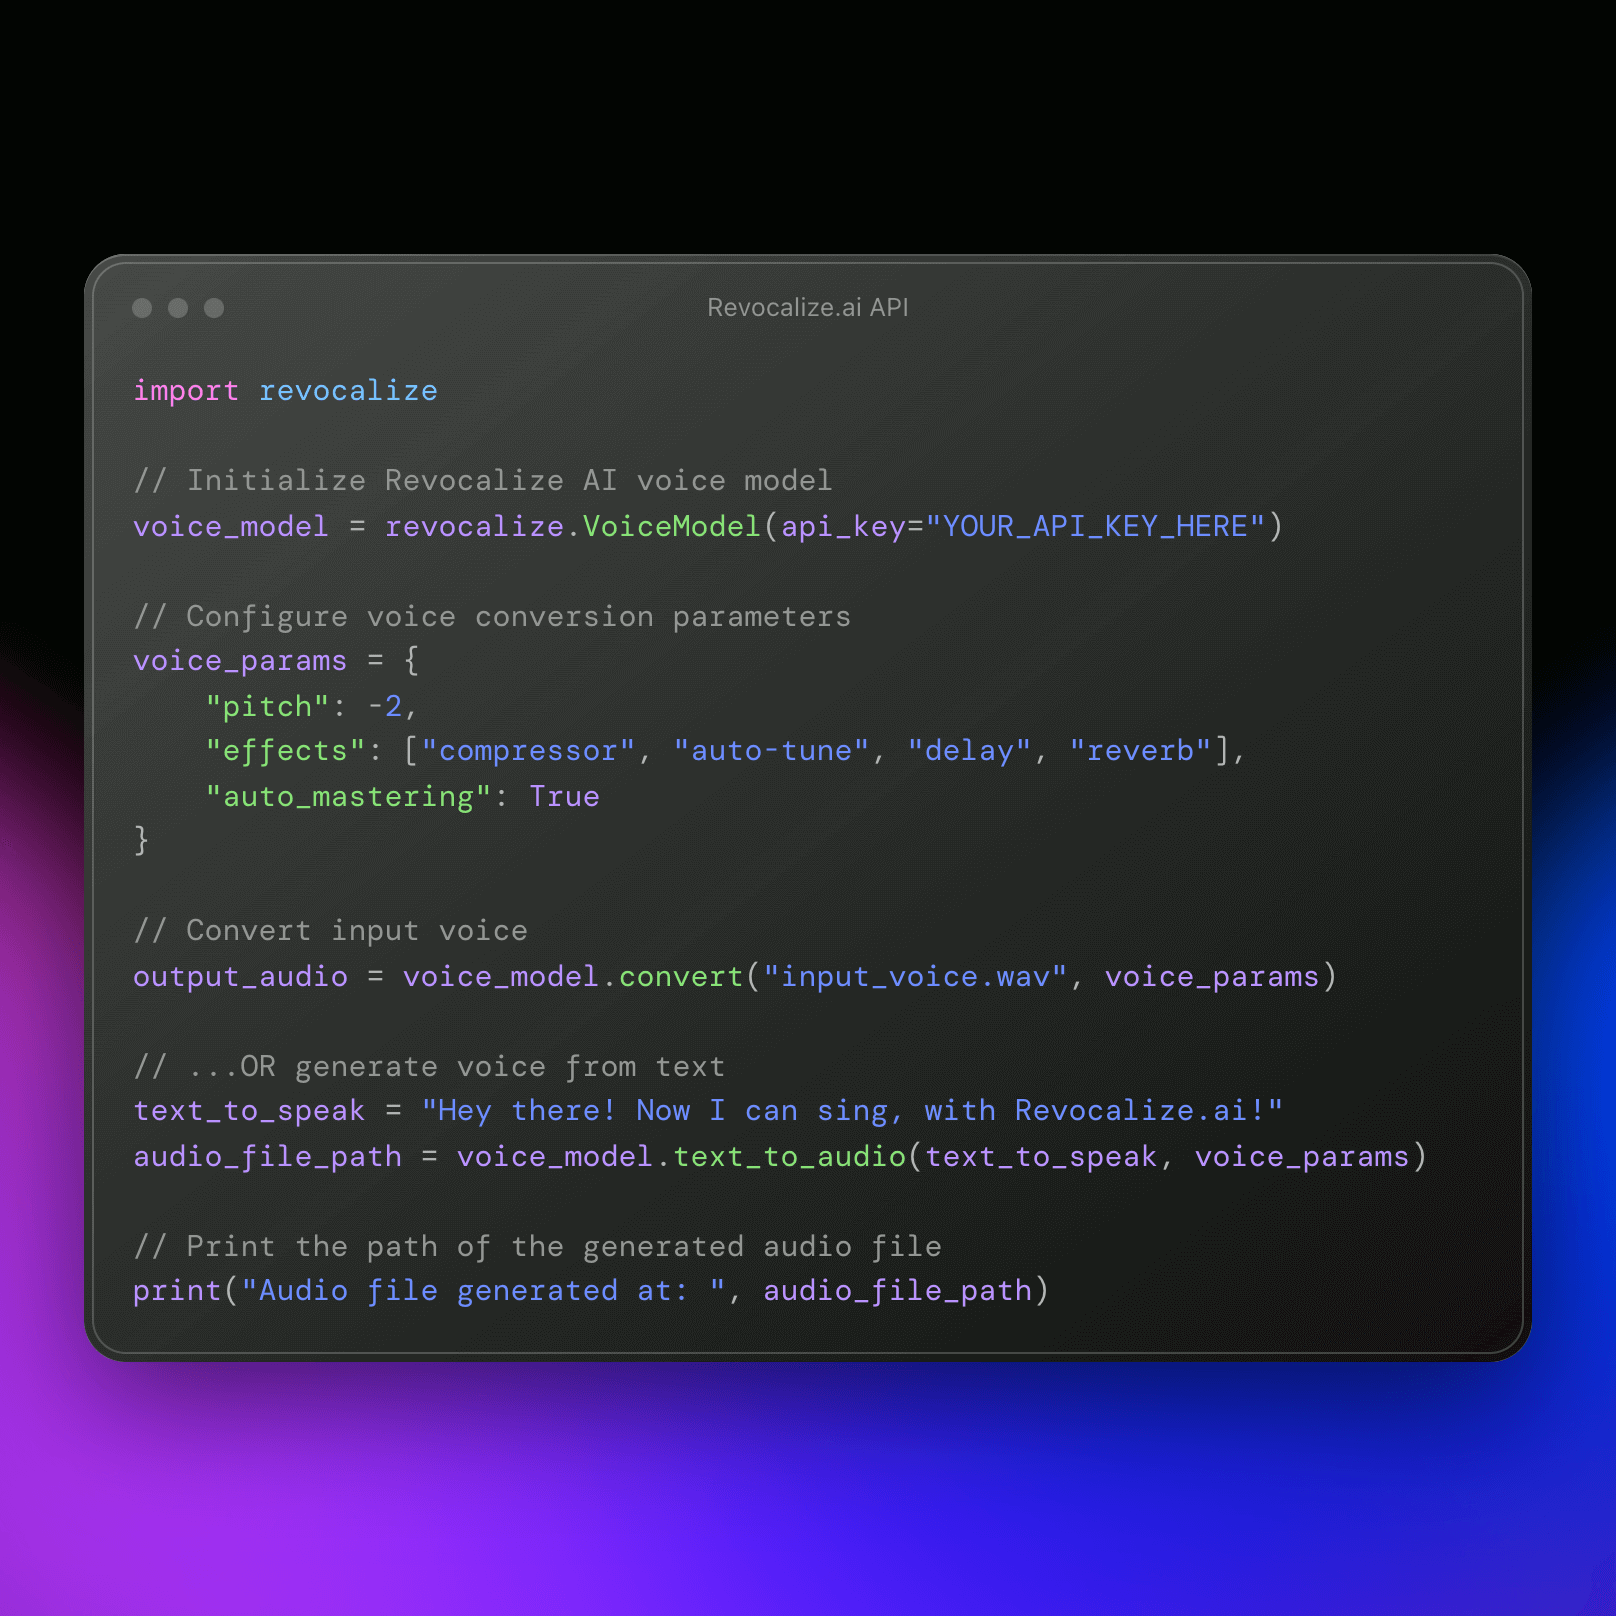 Revocalize.ai API
import revocalize
// Initialize Revocalize AI voice model
voice_model = revocalize.VoiceModel(api_key="YOUR_API_KEY_HERE")
// Configure voice conversion parameters
voice_params = {
    "pitch": -2,
    "effects": ["compressor", "auto-tune", "delay", "reverb"],
    "auto_mastering": True
}
// Convert input voice
output_audio = voice_model.convert("input_voice.wav", voice_params)
// ...OR generate voice from text
text_to_speak = "Hey there! Now I can sing, with Revocalize.ai!"
audio_file_path = voice_model.text_to_audio(text_to_speak, voice_params)
// Print the path of the generated audio file
print("Audio file generated at: ", audio_file_path)